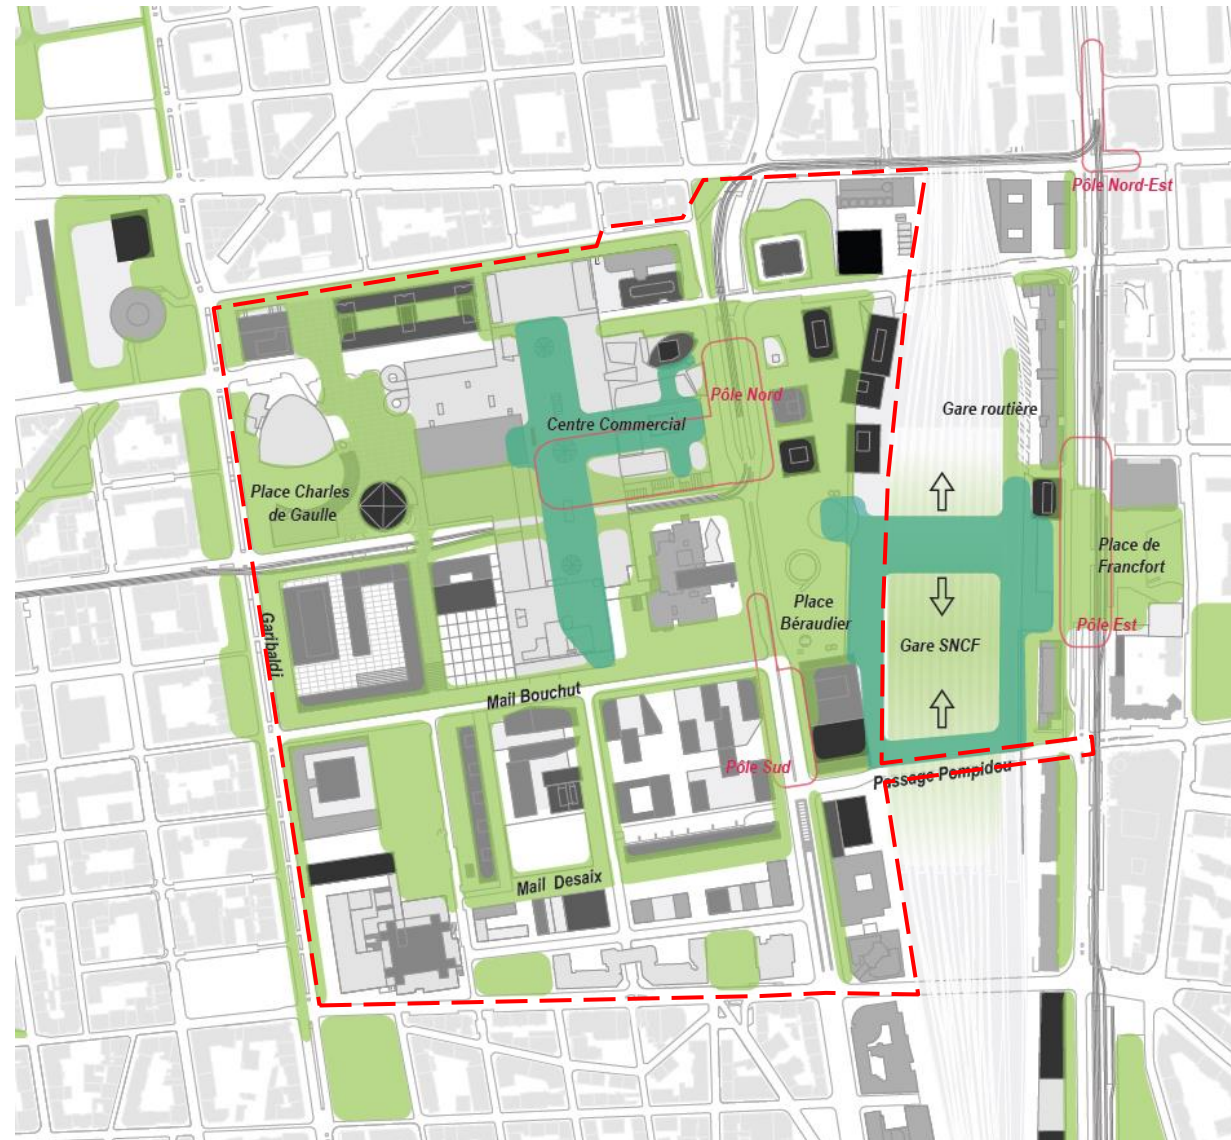 Pôle Nord-Est
Pôle Nord
Gare routière
Centre Commercial
Place Charles
de Gaulle
Place de
Francfort
Place
Béraudier
Pôle Est
Garibaldi
Gare SNCF
Mail Bouchut
Pôle Sud
Passage Pompidou
Mail Desaix